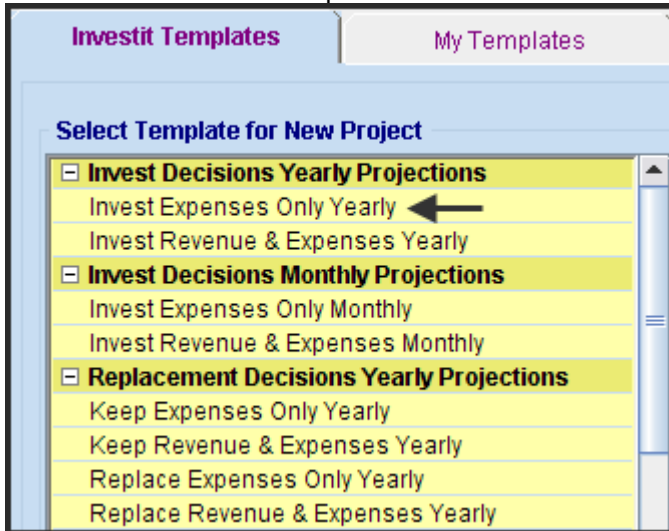 Investit Templates
My Templates
Select Template for New Project
Invest Decisions Yearly Projections
Invest Expenses Only Yearly
Invest Revenue & Expenses Yearly
Invest Decisions Monthly Projections
Invest Expenses Only Monthly
Invest Revenue & Expenses Monthly
Replacement Decisions Yearly Projections
Keep Expenses Only Yearly
Keep Revenue & Expenses Yearly
Replace Expenses Only Yearly
Replace Revenue & Expenses Yearly